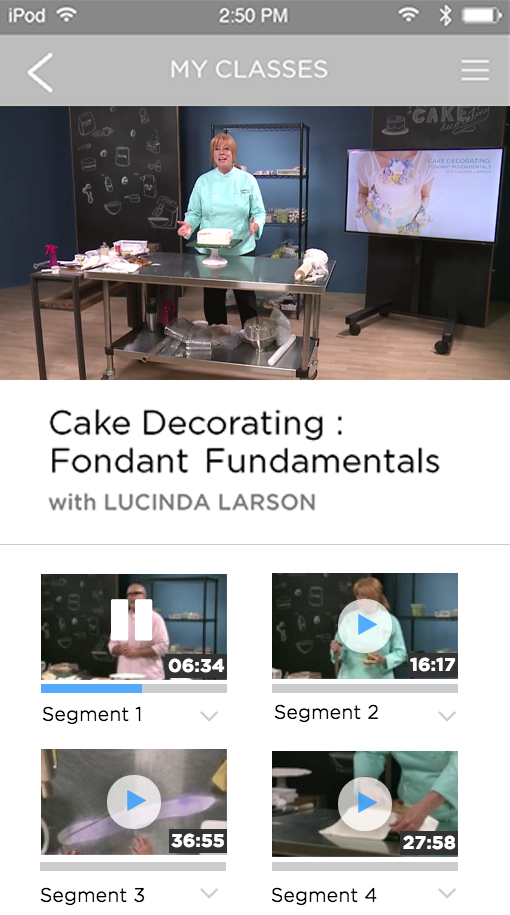 iPod 2:50 PM
MY CLASSES
CAKE
decorating
CAKE DECORATING:
FONDANT FUNDAMENTALS
WITH LUCINDA LARSON
Cake Decorating :
Fondant Fundamentals
with LUCINDA LARSON
06:34 16:17
Segment 1 Segment 2
36:55 27:58
Segment 3 Segment 4